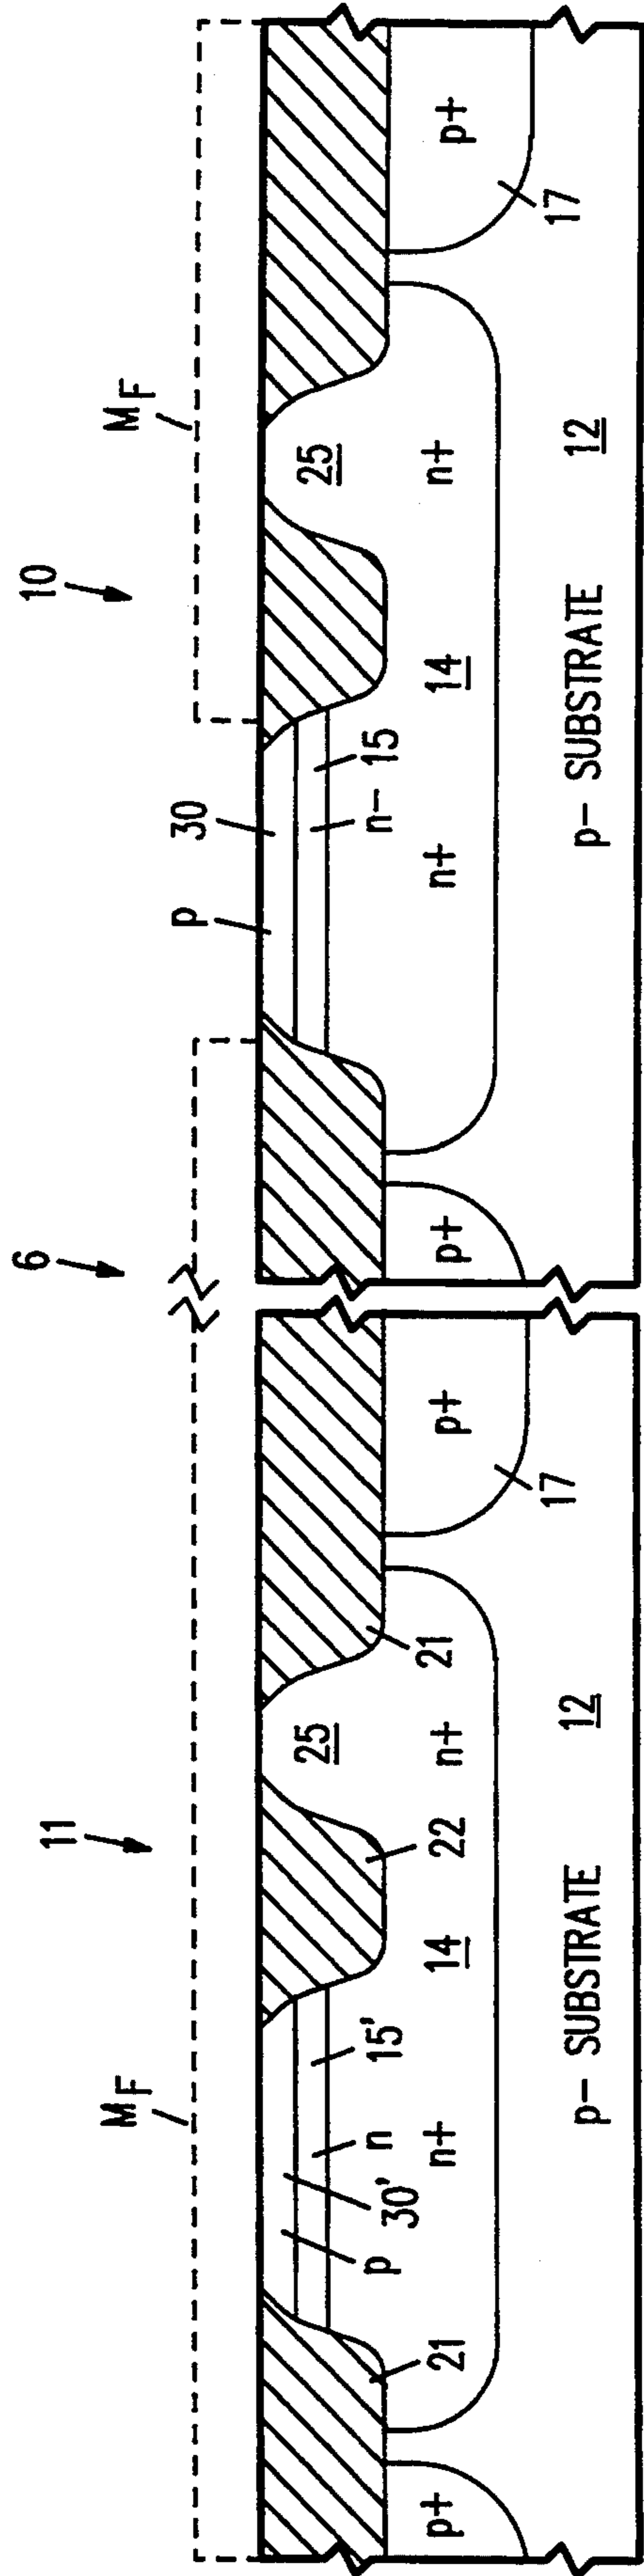 6
11
10
M_F
M_F
p
30'
n
15'
p
30
n-
15
25
25
21
22
21
14
14
n+
n+
n+
n+
p+
p+
p+
p+
17
17
p- SUBSTRATE
12
p- SUBSTRATE
12